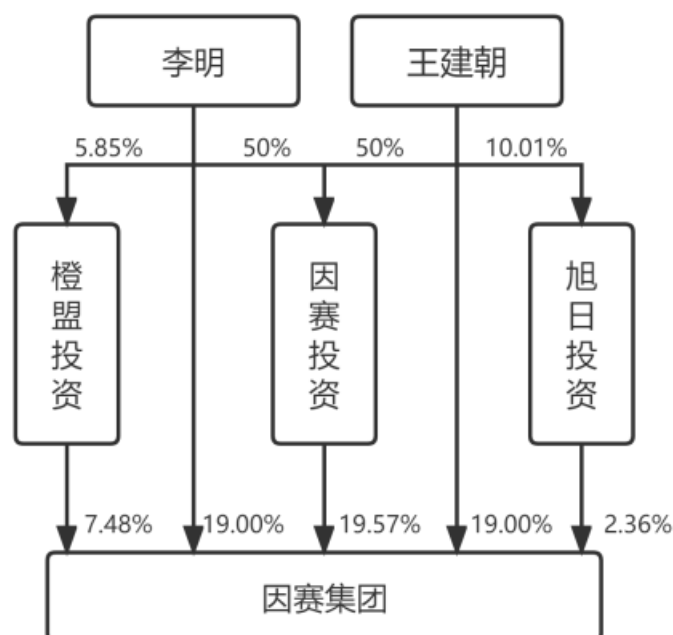 李明
王建朝
5.85%
50%
50%
10.01%
橙盟投资
因赛投资
旭日投资
7.48%
19.00%
19.57%
19.00%
2.36%
因赛集团